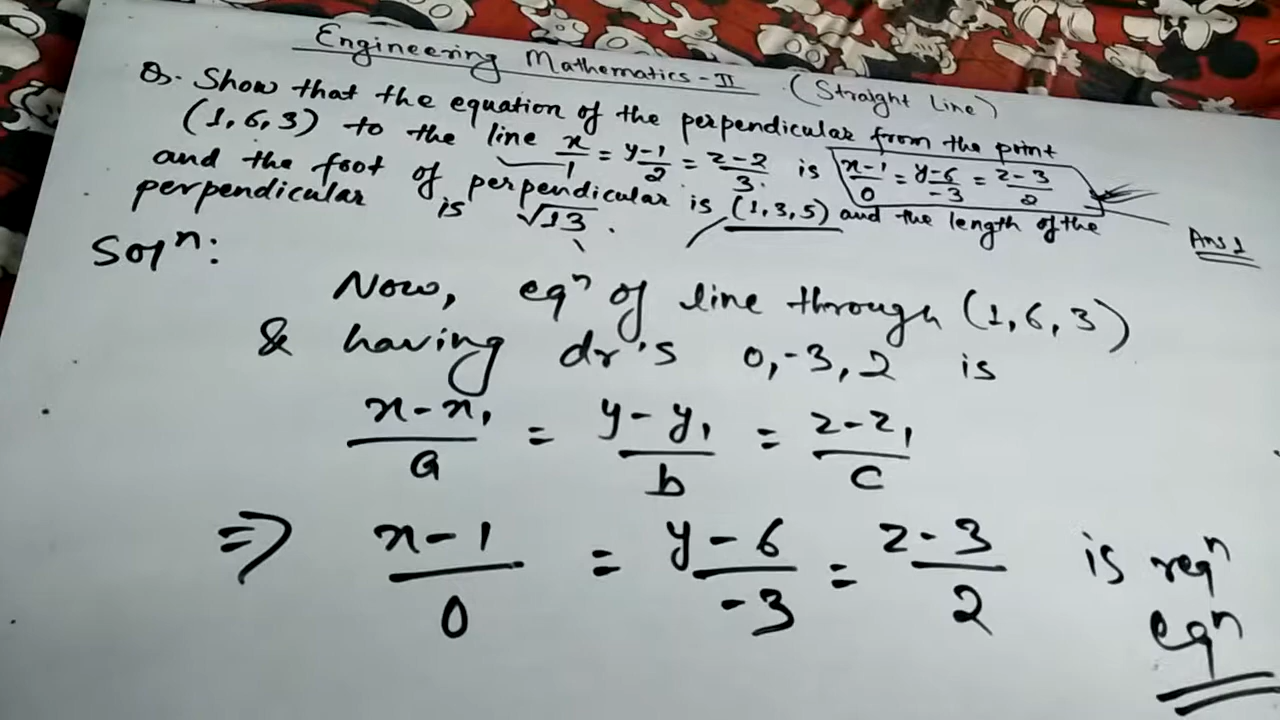 Engineering Mathematics-II (Straight Line)
Qs. Show that the equation of the perpendicular from the point
(1,6,3) to the line x/1 = y-1/2 = z-2/3 is x-1/0 = y-6/-3 = z-3/2
and the foot of perpendicular is (1,3,5) and the length of the
perpendicular is √13.
Ans 1
Solⁿ:
Now, eqⁿ of line through (1,6,3)
& having dr's 0,-3,2 is
x-x₁/a = y-y₁/b = z-z₁/c
=> x-1/0 = y-6/-3 = z-3/2 is reqⁿ
eqⁿ